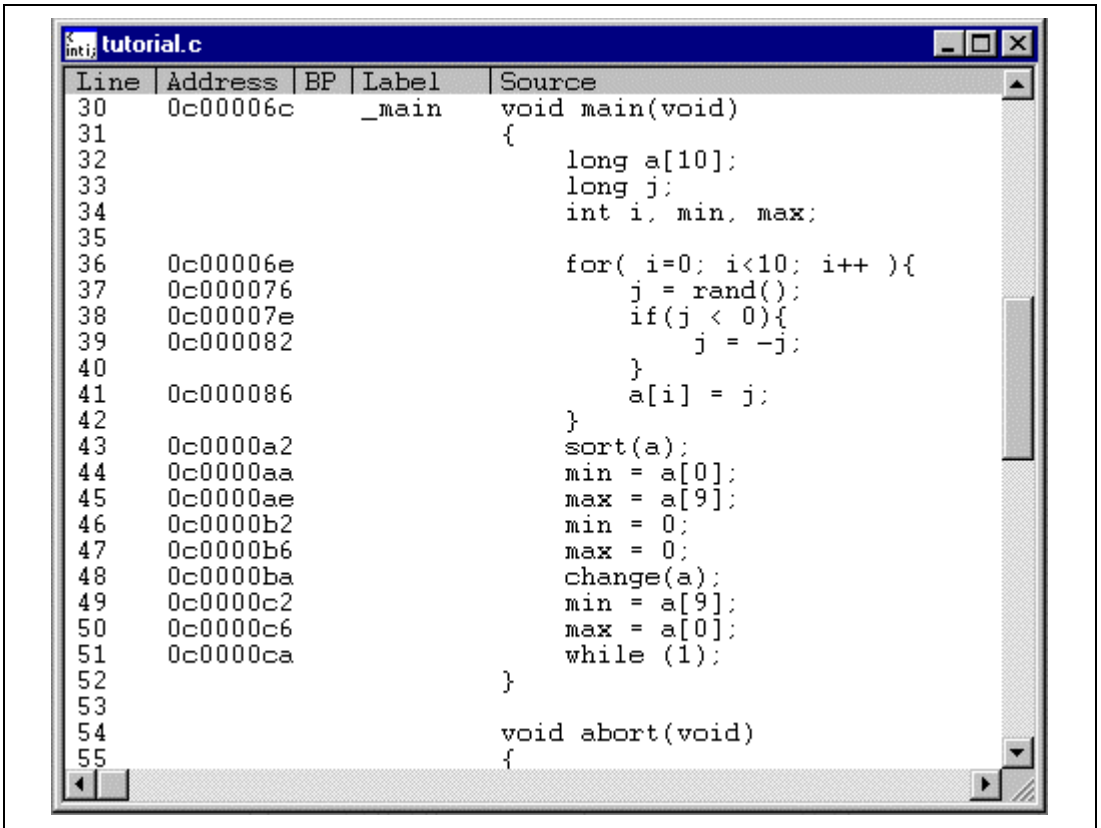 < int i; tutorial.c
Line Address BP Label Source
30 0c00006c _main void main(void)
31 {
32 long a[10];
33 long j;
34 int i, min, max;
35
36 0c00006e for( i=0; i<10; i++ ){
37 0c000076 j = rand();
38 0c00007e if(j < 0){
39 0c000082 j = -j;
40 }
41 0c000086 a[i] = j;
42 }
43 0c0000a2 sort(a);
44 0c0000aa min = a[0];
45 0c0000ae max = a[9];
46 0c0000b2 min = 0;
47 0c0000b6 max = 0;
48 0c0000ba change(a);
49 0c0000c2 min = a[9];
50 0c0000c6 max = a[0];
51 0c0000ca while (1);
52 }
53
54 void abort(void)
55 {